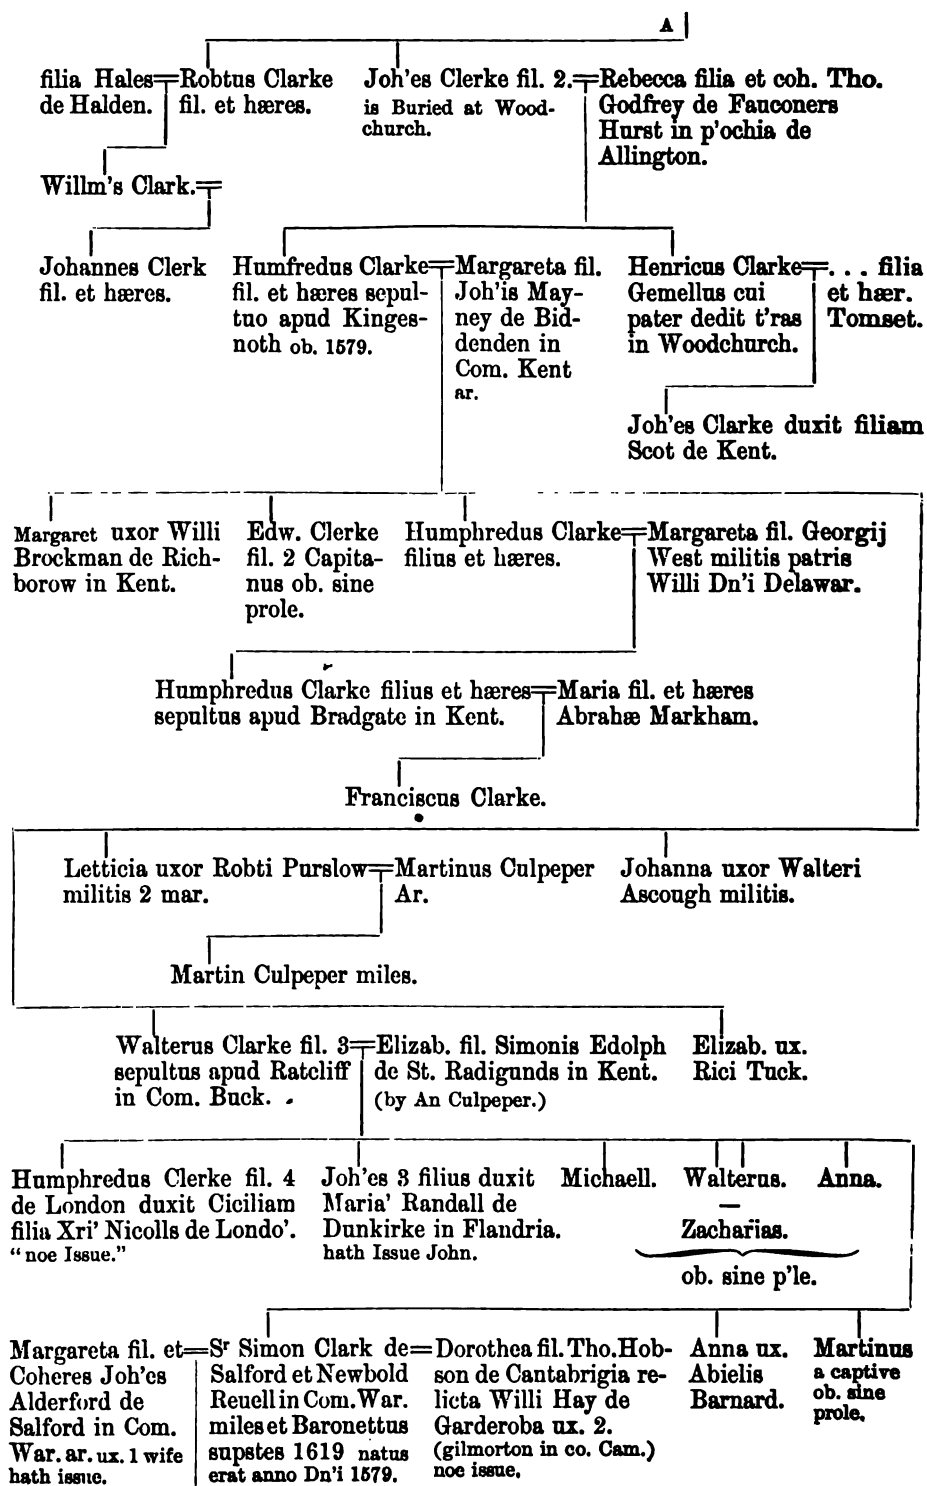 A
filia Hales
de Halden.
Robtus Clarke
fil. et hæres.
Joh'es Clerke fil. 2.
is Buried at Wood-
church.
Rebecca filia et coh. Tho.
Godfrey de Fauconers
Hurst in p'ochia de
Allington.
Willm's Clark.
Johannes Clerk
fil. et hæres.
Humfredus Clarke
fil. et hæres sepul-
tuo apud Kinges-
noth ob. 1579.
Margareta fil.
Joh'is May-
ney de Bid-
denden in
Com. Kent
ar.
Henricus Clarke
Gemellus cui
pater dedit t'ras
in Woodchurch.
. . . filia
et hær.
Tomset.
Joh'es Clarke duxit filiam
Scot de Kent.
Margaret uxor Willi
Brockman de Rich-
borow in Kent.
Edw. Clerke
fil. 2 Capita-
nus ob. sine
prole.
Humphredus Clarke
filius et hæres.
Margareta fil. Georgij
West militis patris
Willi Dn'i Delawar.
Humphredus Clarke filius et hæres
sepultus apud Bradgate in Kent.
Maria fil. et hæres
Abrahæ Markham.
Franciscus Clarke.
Letticia uxor Robti Purslow
militis 2 mar.
Martinus Culpeper
Ar.
Johanna uxor Walteri
Ascough militis.
Martin Culpeper miles.
Walterus Clarke fil. 3
sepultus apud Ratcliff
in Com. Buck.
Elizab. fil. Simonis Edolph
de St. Radigunds in Kent.
(by An Culpeper.)
Elizab. ux.
Rici Tuck.
Humphredus Clerke fil. 4
de London duxit Ciciliam
filia Xri' Nicolls de Londo'.
"noe Issue."
Joh'es 3 filius duxit
Maria' Randall de
Dunkirke in Flandria.
hath Issue John.
Michaell.
Walterus.
—
Zacharias.
Anna.
ob. sine p'le.
Margareta fil. et
Coheres Joh'es
Alderford de
Salford in Com.
War. ar. ux. 1 wife
hath issue.
Sr Simon Clark de
Salford et Newbold
Reuell in Com. War.
miles et Baronettus
supstes 1619 natus
erat anno Dn'i 1579.
Dorothea fil. Tho. Hob-
son de Cantabrigia re-
licta Willi Hay de
Garderoba ux. 2.
(gilmorton in co. Cam.)
noe issue.
Anna ux.
Abielis
Barnard.
Martinus
a captive
ob. sine
prole.